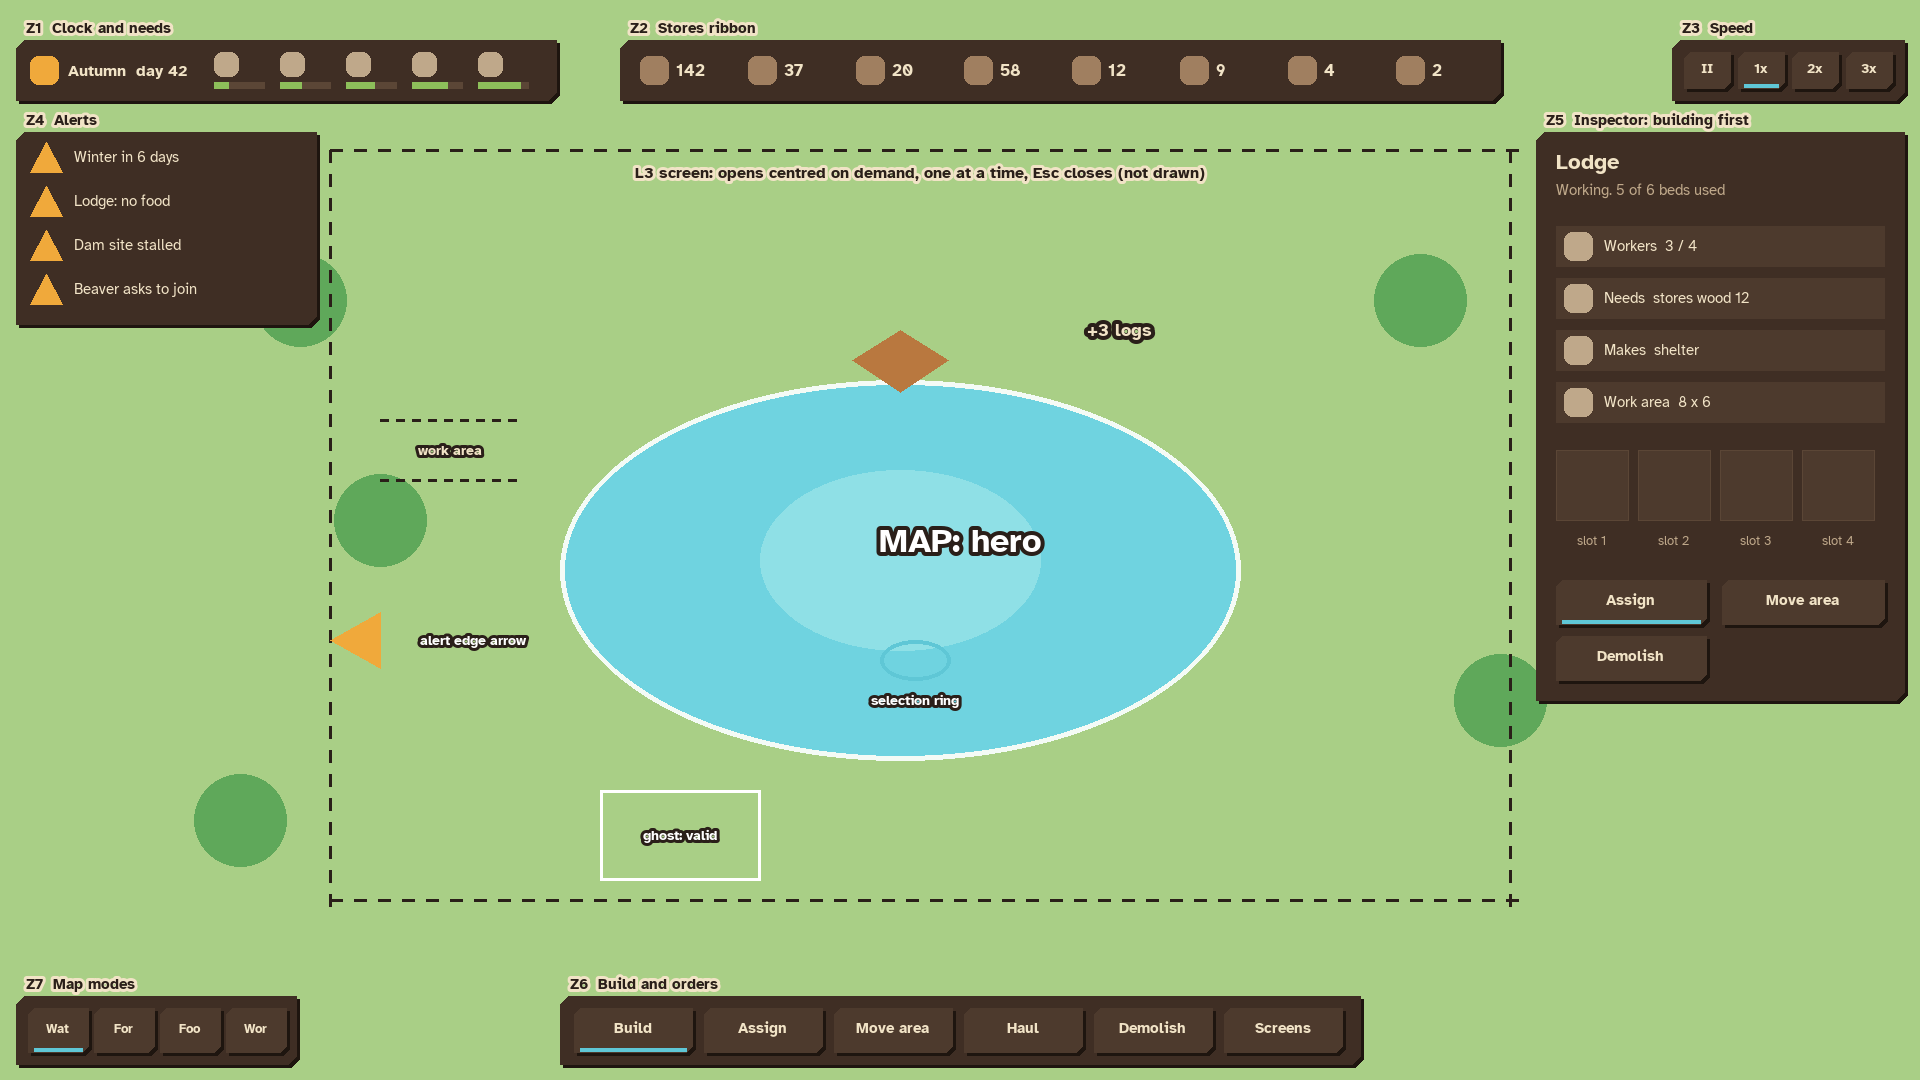 Z1 Clock and needs
Autumn day 42
Z2 Stores ribbon
142 37 20 58 12 9 4 2
Z3 Speed
II 1x 2x 3x
Z4 Alerts
Winter in 6 days
Lodge: no food
Dam site stalled
Beaver asks to join
L3 screen: opens centred on demand, one at a time, Esc closes (not drawn)
+3 logs
work area
MAP: hero
alert edge arrow
selection ring
ghost: valid
Z5 Inspector: building first
Lodge
Working. 5 of 6 beds used
Workers 3 / 4
Needs stores wood 12
Makes shelter
Work area 8 x 6
slot 1 slot 2 slot 3 slot 4
Assign Move area
Demolish
Z7 Map modes
Wat For Foo Wor
Z6 Build and orders
Build Assign Move area Haul Demolish Screens